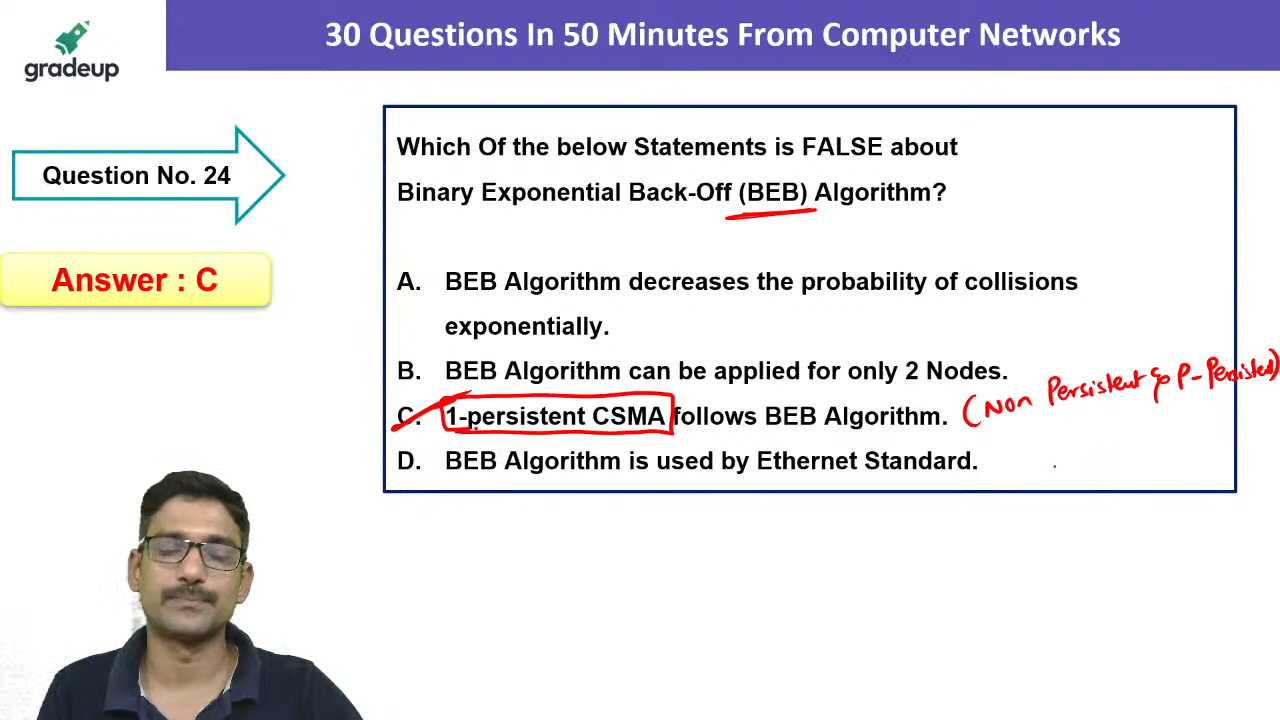 30 Questions In 50 Minutes From Computer Networks
gradeup
Question No. 24
Answer : C
Which Of the below Statements is FALSE about
Binary Exponential Back-Off (BEB) Algorithm?
A. BEB Algorithm decreases the probability of collisions
exponentially.
B. BEB Algorithm can be applied for only 2 Nodes.
C. 1-persistent CSMA follows BEB Algorithm.
(Non Persistent P-Persisted)
D. BEB Algorithm is used by Ethernet Standard.